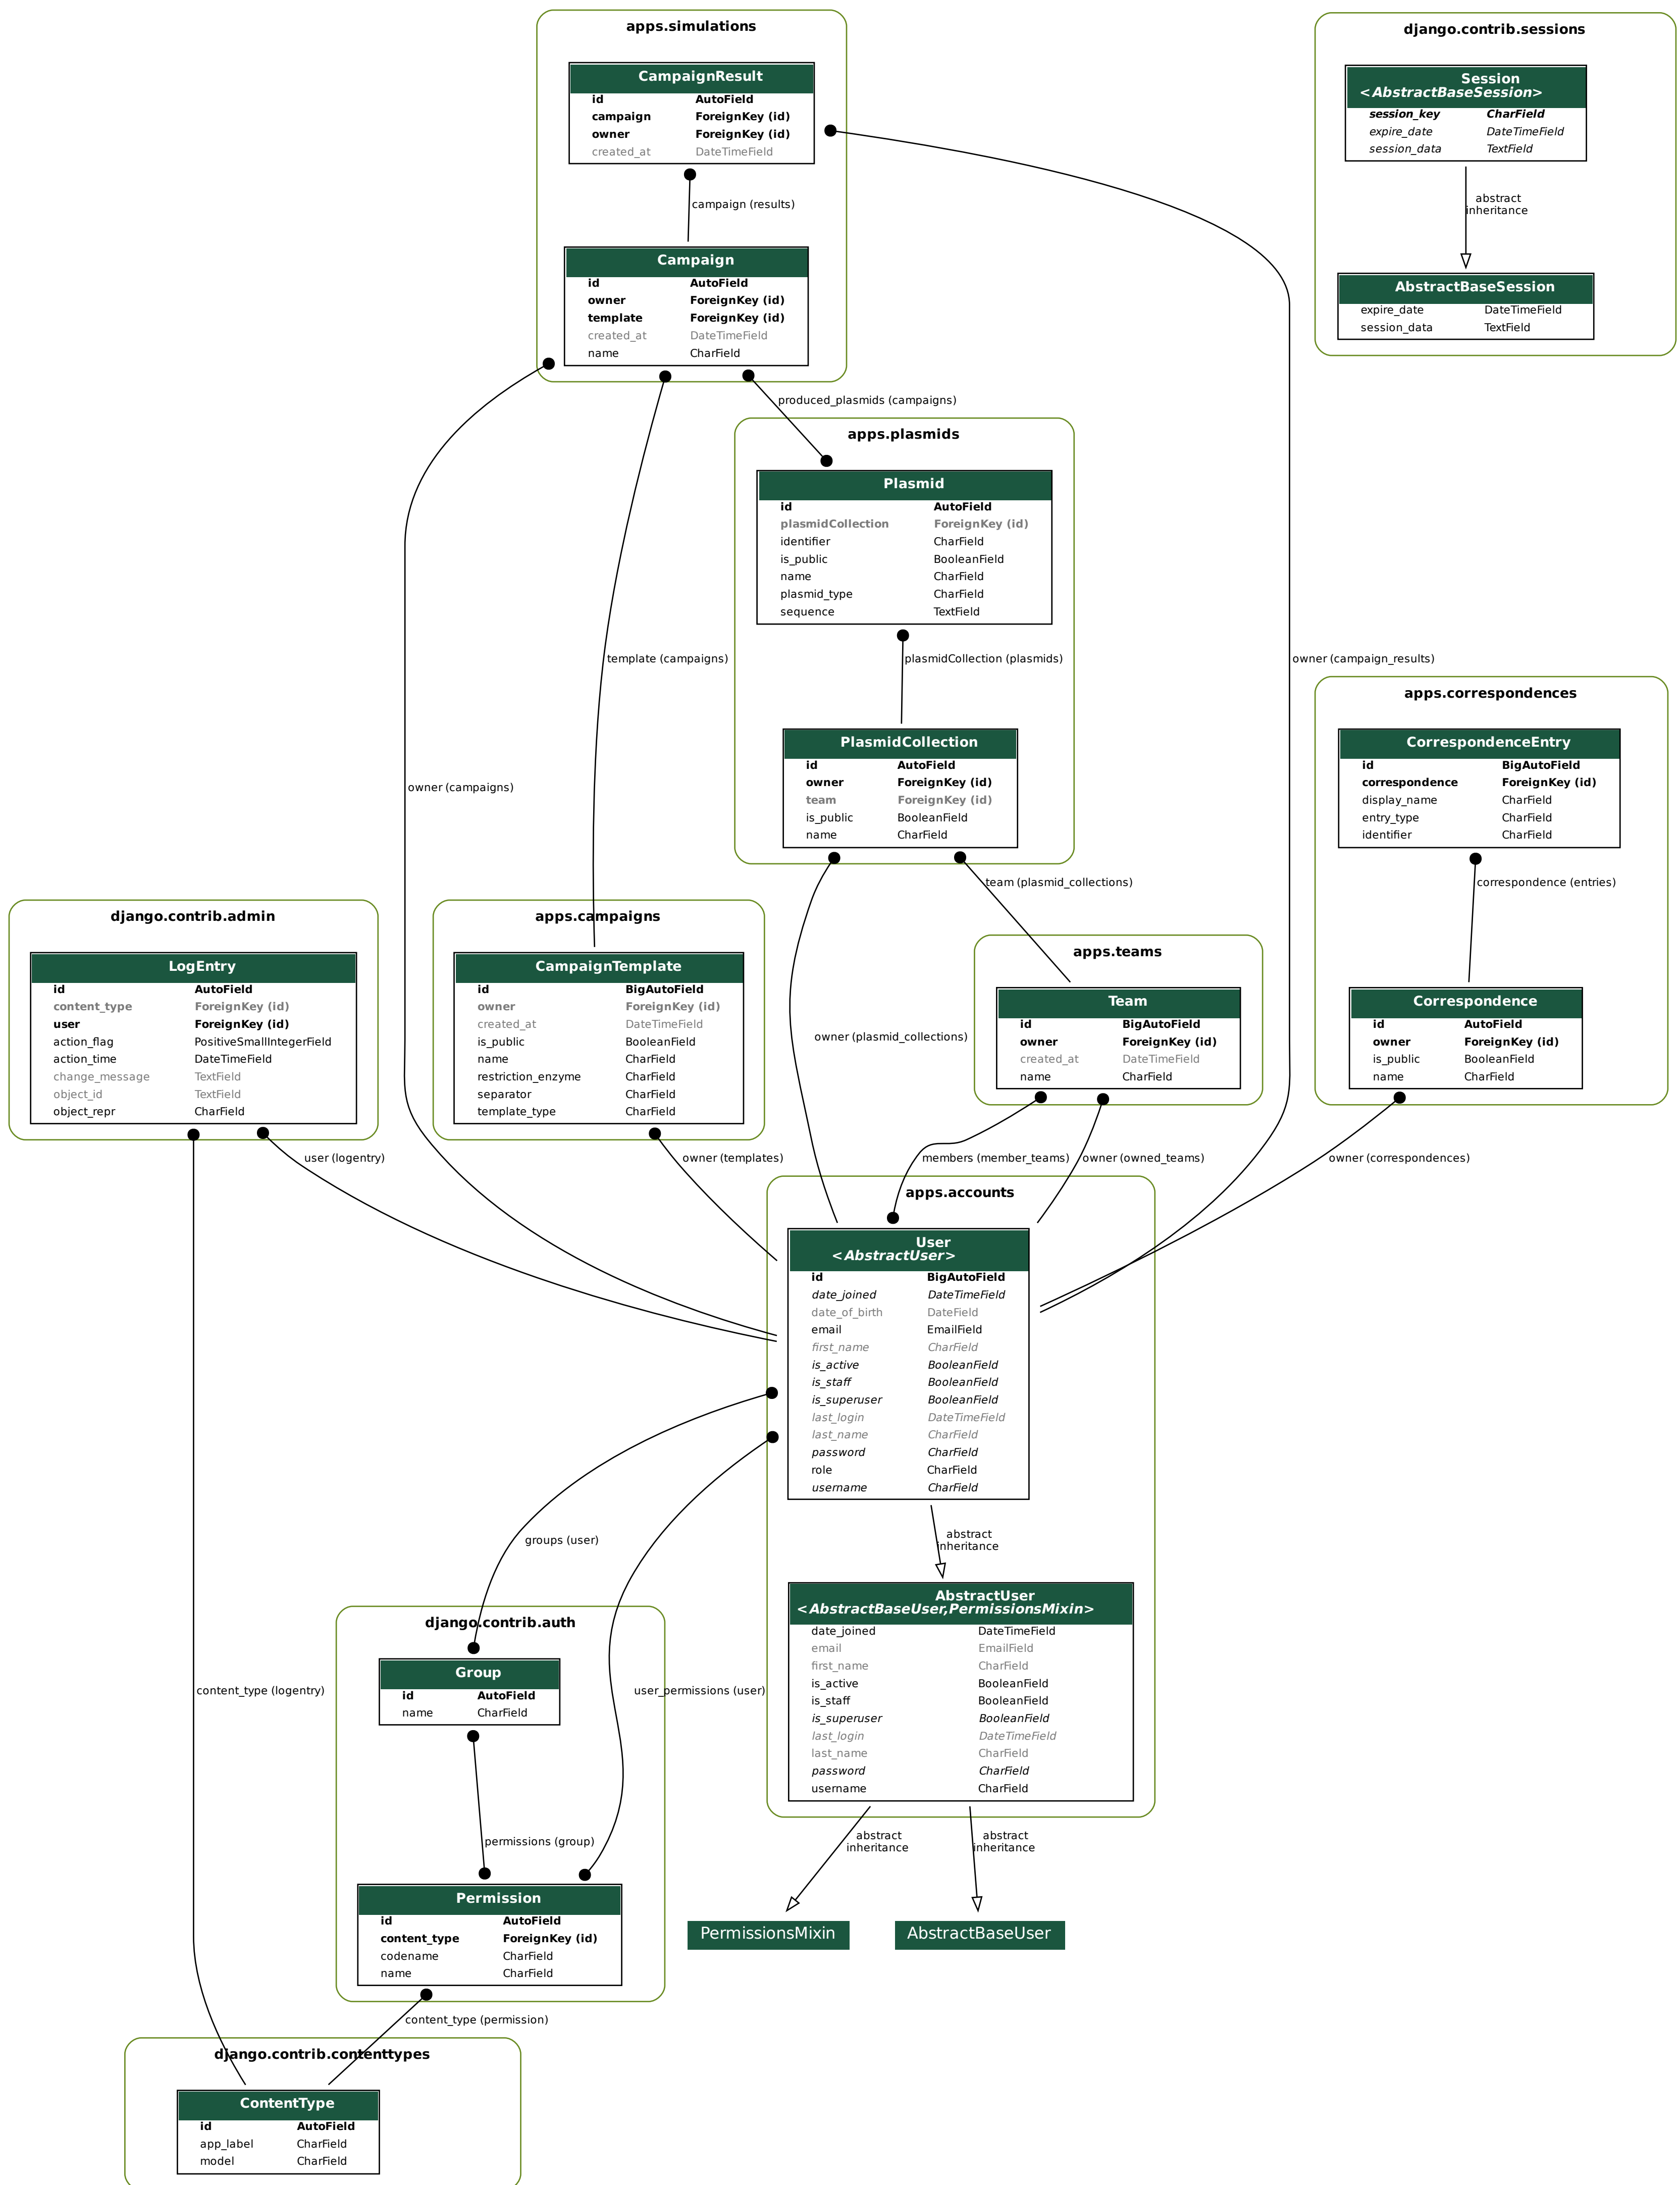 apps.simulations
CampaignResult
id AutoField
campaign ForeignKey (id)
owner ForeignKey (id)
created_at DateTimeField
campaign (results)
Campaign
id AutoField
owner ForeignKey (id)
template ForeignKey (id)
created_at DateTimeField
name CharField
django.contrib.sessions
Session
<AbstractBaseSession>
session_key CharField
expire_date DateTimeField
session_data TextField
abstract
inheritance
AbstractBaseSession
expire_date DateTimeField
session_data TextField
produced_plasmids (campaigns)
apps.plasmids
Plasmid
id AutoField
plasmidCollection ForeignKey (id)
identifier CharField
is_public BooleanField
name CharField
plasmid_type CharField
sequence TextField
template (campaigns)
plasmidCollection (plasmids)
owner (campaign_results)
PlasmidCollection
id AutoField
owner ForeignKey (id)
team ForeignKey (id)
is_public BooleanField
name CharField
owner (campaigns)
apps.correspondences
CorrespondenceEntry
id BigAutoField
correspondence ForeignKey (id)
display_name CharField
entry_type CharField
identifier CharField
team (plasmid_collections)
correspondence (entries)
django.contrib.admin
LogEntry
id AutoField
content_type ForeignKey (id)
user ForeignKey (id)
action_flag PositiveSmallIntegerField
action_time DateTimeField
change_message TextField
object_id TextField
object_repr CharField
apps.campaigns
CampaignTemplate
id BigAutoField
owner ForeignKey (id)
created_at DateTimeField
is_public BooleanField
name CharField
restriction_enzyme CharField
separator CharField
template_type CharField
owner (plasmid_collections)
apps.teams
Team
id BigAutoField
owner ForeignKey (id)
created_at DateTimeField
name CharField
Correspondence
id AutoField
owner ForeignKey (id)
is_public BooleanField
name CharField
user (logentry)
owner (templates)
members (member_teams)
owner (owned_teams)
owner (correspondences)
apps.accounts
User
<AbstractUser>
id BigAutoField
date_joined DateTimeField
date_of_birth DateField
email EmailField
first_name CharField
is_active BooleanField
is_staff BooleanField
is_superuser BooleanField
last_login DateTimeField
last_name CharField
password CharField
role CharField
username CharField
groups (user)
abstract
inheritance
AbstractUser
<AbstractBaseUser,PermissionsMixin>
date_joined DateTimeField
email EmailField
first_name CharField
is_active BooleanField
is_staff BooleanField
is_superuser BooleanField
last_login DateTimeField
last_name CharField
password CharField
username CharField
django.contrib.auth
Group
id AutoField
name CharField
content_type (logentry)
user_permissions (user)
permissions (group)
abstract
inheritance
abstract
inheritance
Permission
id AutoField
content_type ForeignKey (id)
codename CharField
name CharField
PermissionsMixin
AbstractBaseUser
content_type (permission)
django.contrib.contenttypes
ContentType
id AutoField
app_label CharField
model CharField